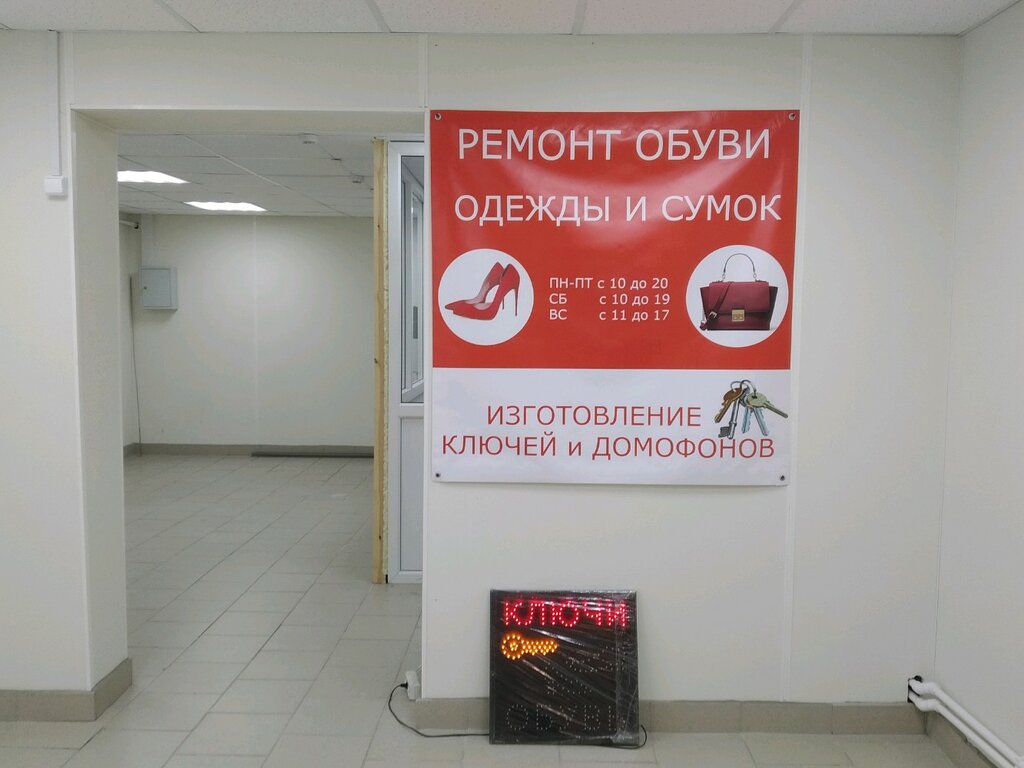 РЕМОНТ ОБУВИ
ОДЕЖДЫ И СУМОК
ПН-ПТ с 10 до 20
СБ с 10 до 19
ВС с 11 до 17
ИЗГОТОВЛЕНИЕ
КЛЮЧЕЙ и ДОМОФОНОВ
КЛЮЧИ